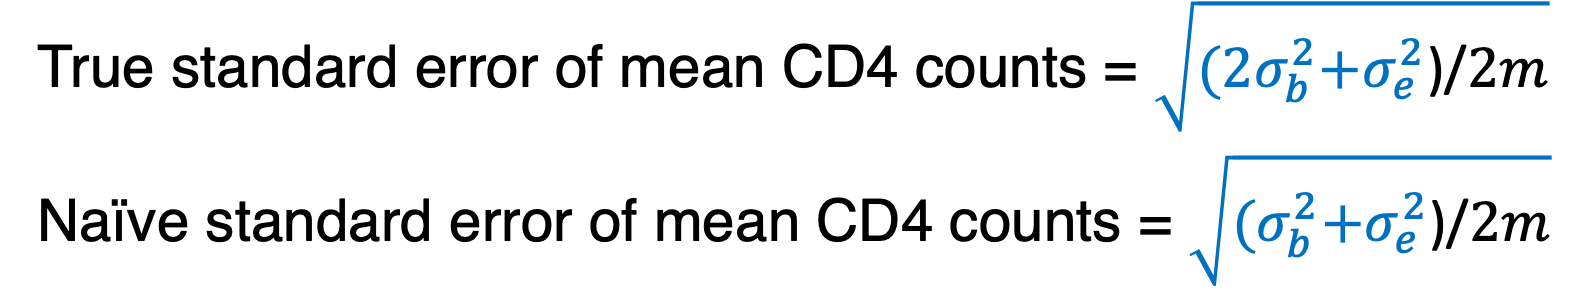 True standard error of mean CD4 counts = √(2σ_b^2+σ_e^2)/2m
Naïve standard error of mean CD4 counts = √(σ_b^2+σ_e^2)/2m